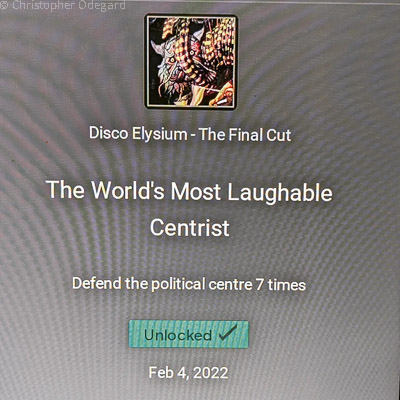 © Christopher Odegard
Disco Elysium - The Final Cut
The World's Most Laughable
Centrist
Defend the political centre 7 times
Unlocked ✓
Feb 4, 2022